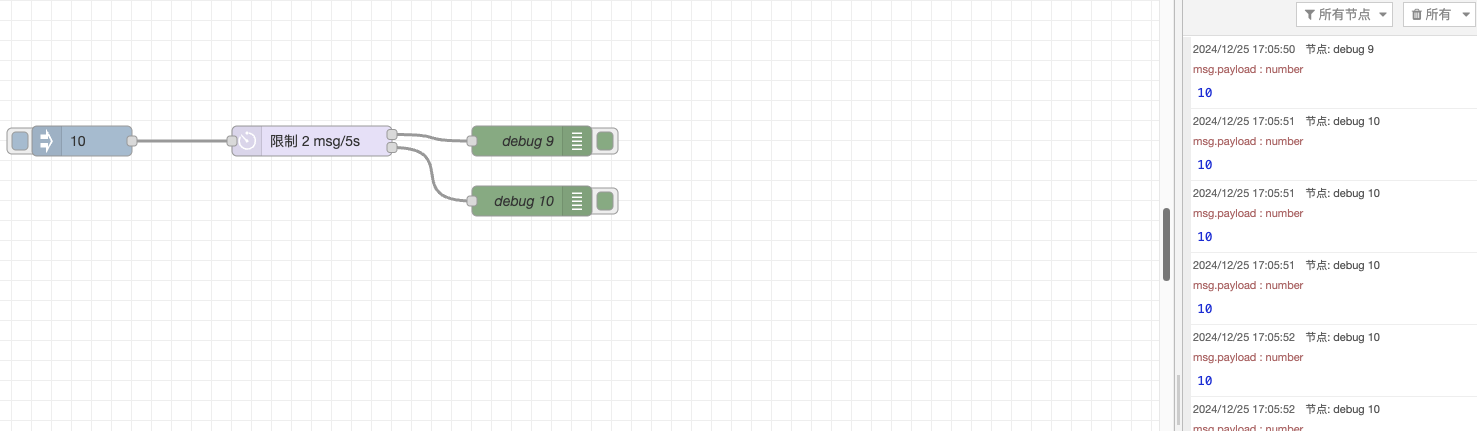 所有节点
所有
10
限制 2 msg/5s
debug 9
debug 10
2024/12/25 17:05:50 节点: debug 9
msg.payload : number
10
2024/12/25 17:05:51 节点: debug 10
msg.payload : number
10
2024/12/25 17:05:51 节点: debug 10
msg.payload : number
10
2024/12/25 17:05:51 节点: debug 10
msg.payload : number
10
2024/12/25 17:05:52 节点: debug 10
msg.payload : number
10
2024/12/25 17:05:52 节点: debug 10
msg.payload : number